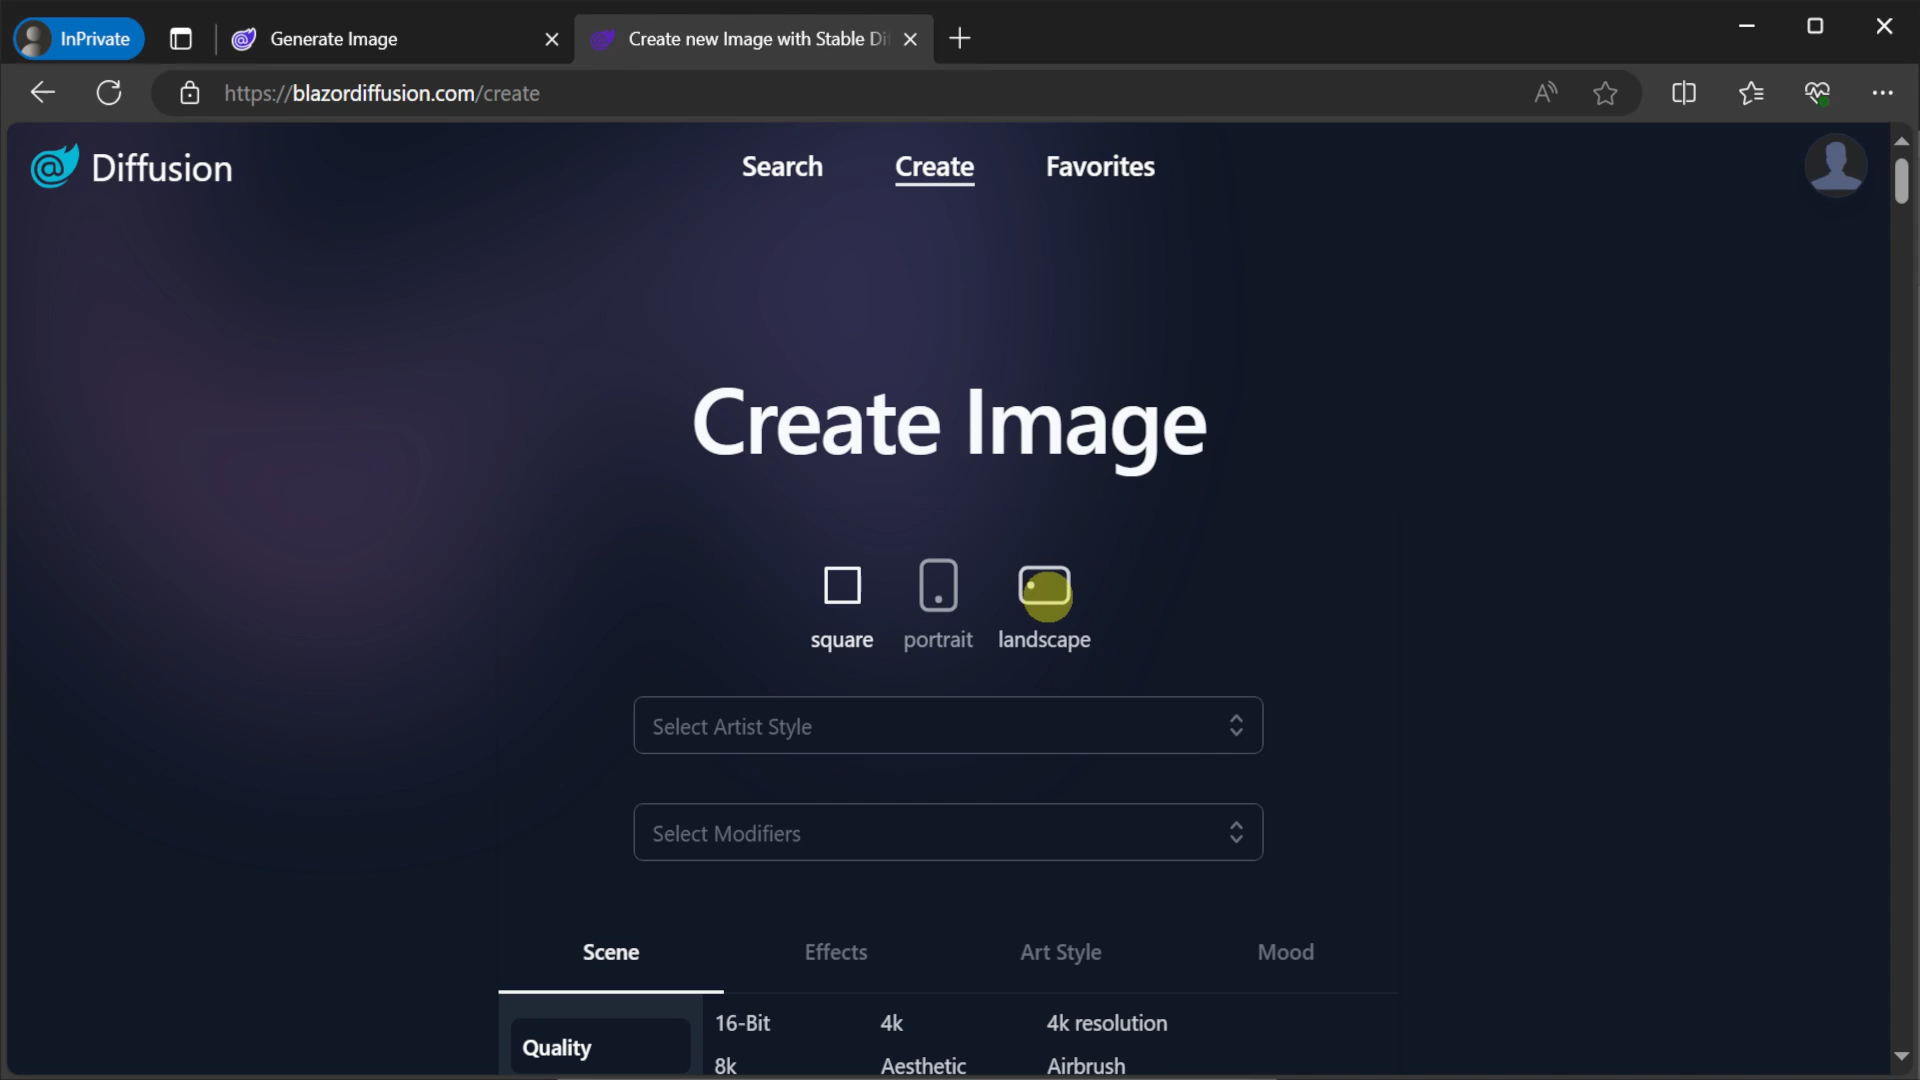 InPrivate
Generate Image
Create new Image with Stable Di
https://blazordiffusion.com/create
Diffusion
Search
Create
Favorites
Create Image
square
portrait
landscape
Select Artist Style
Select Modifiers
Scene
Effects
Art Style
Mood
Quality
16-Bit
4k
4k resolution
8k
Aesthetic
Airbrush